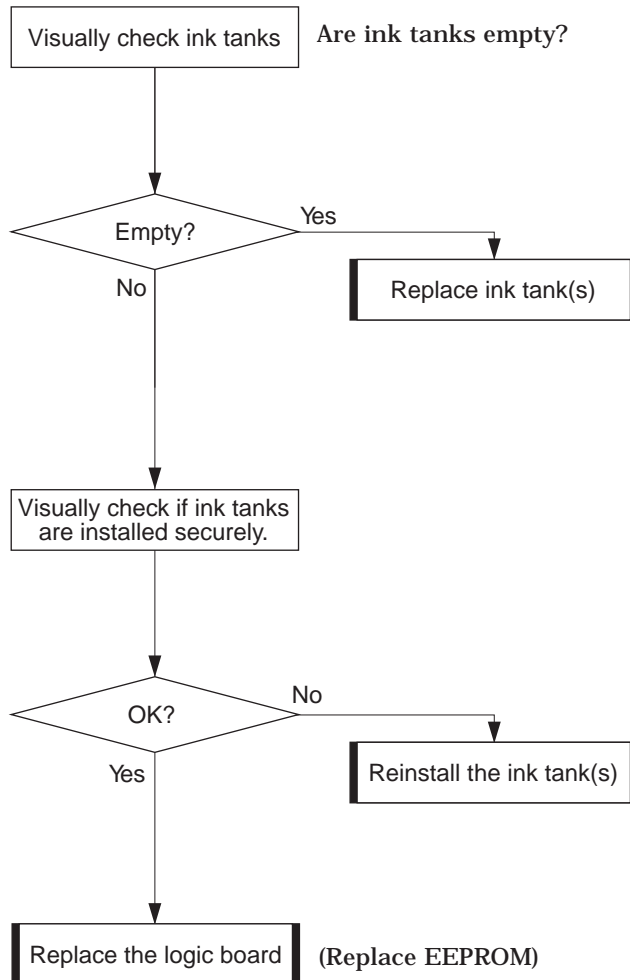 Visually check ink tanks
Are ink tanks empty?
Empty?
Yes
No
Replace ink tank(s)
Visually check if ink tanks
are installed securely.
OK?
No
Yes
Reinstall the ink tank(s)
Replace the logic board
(Replace EEPROM)